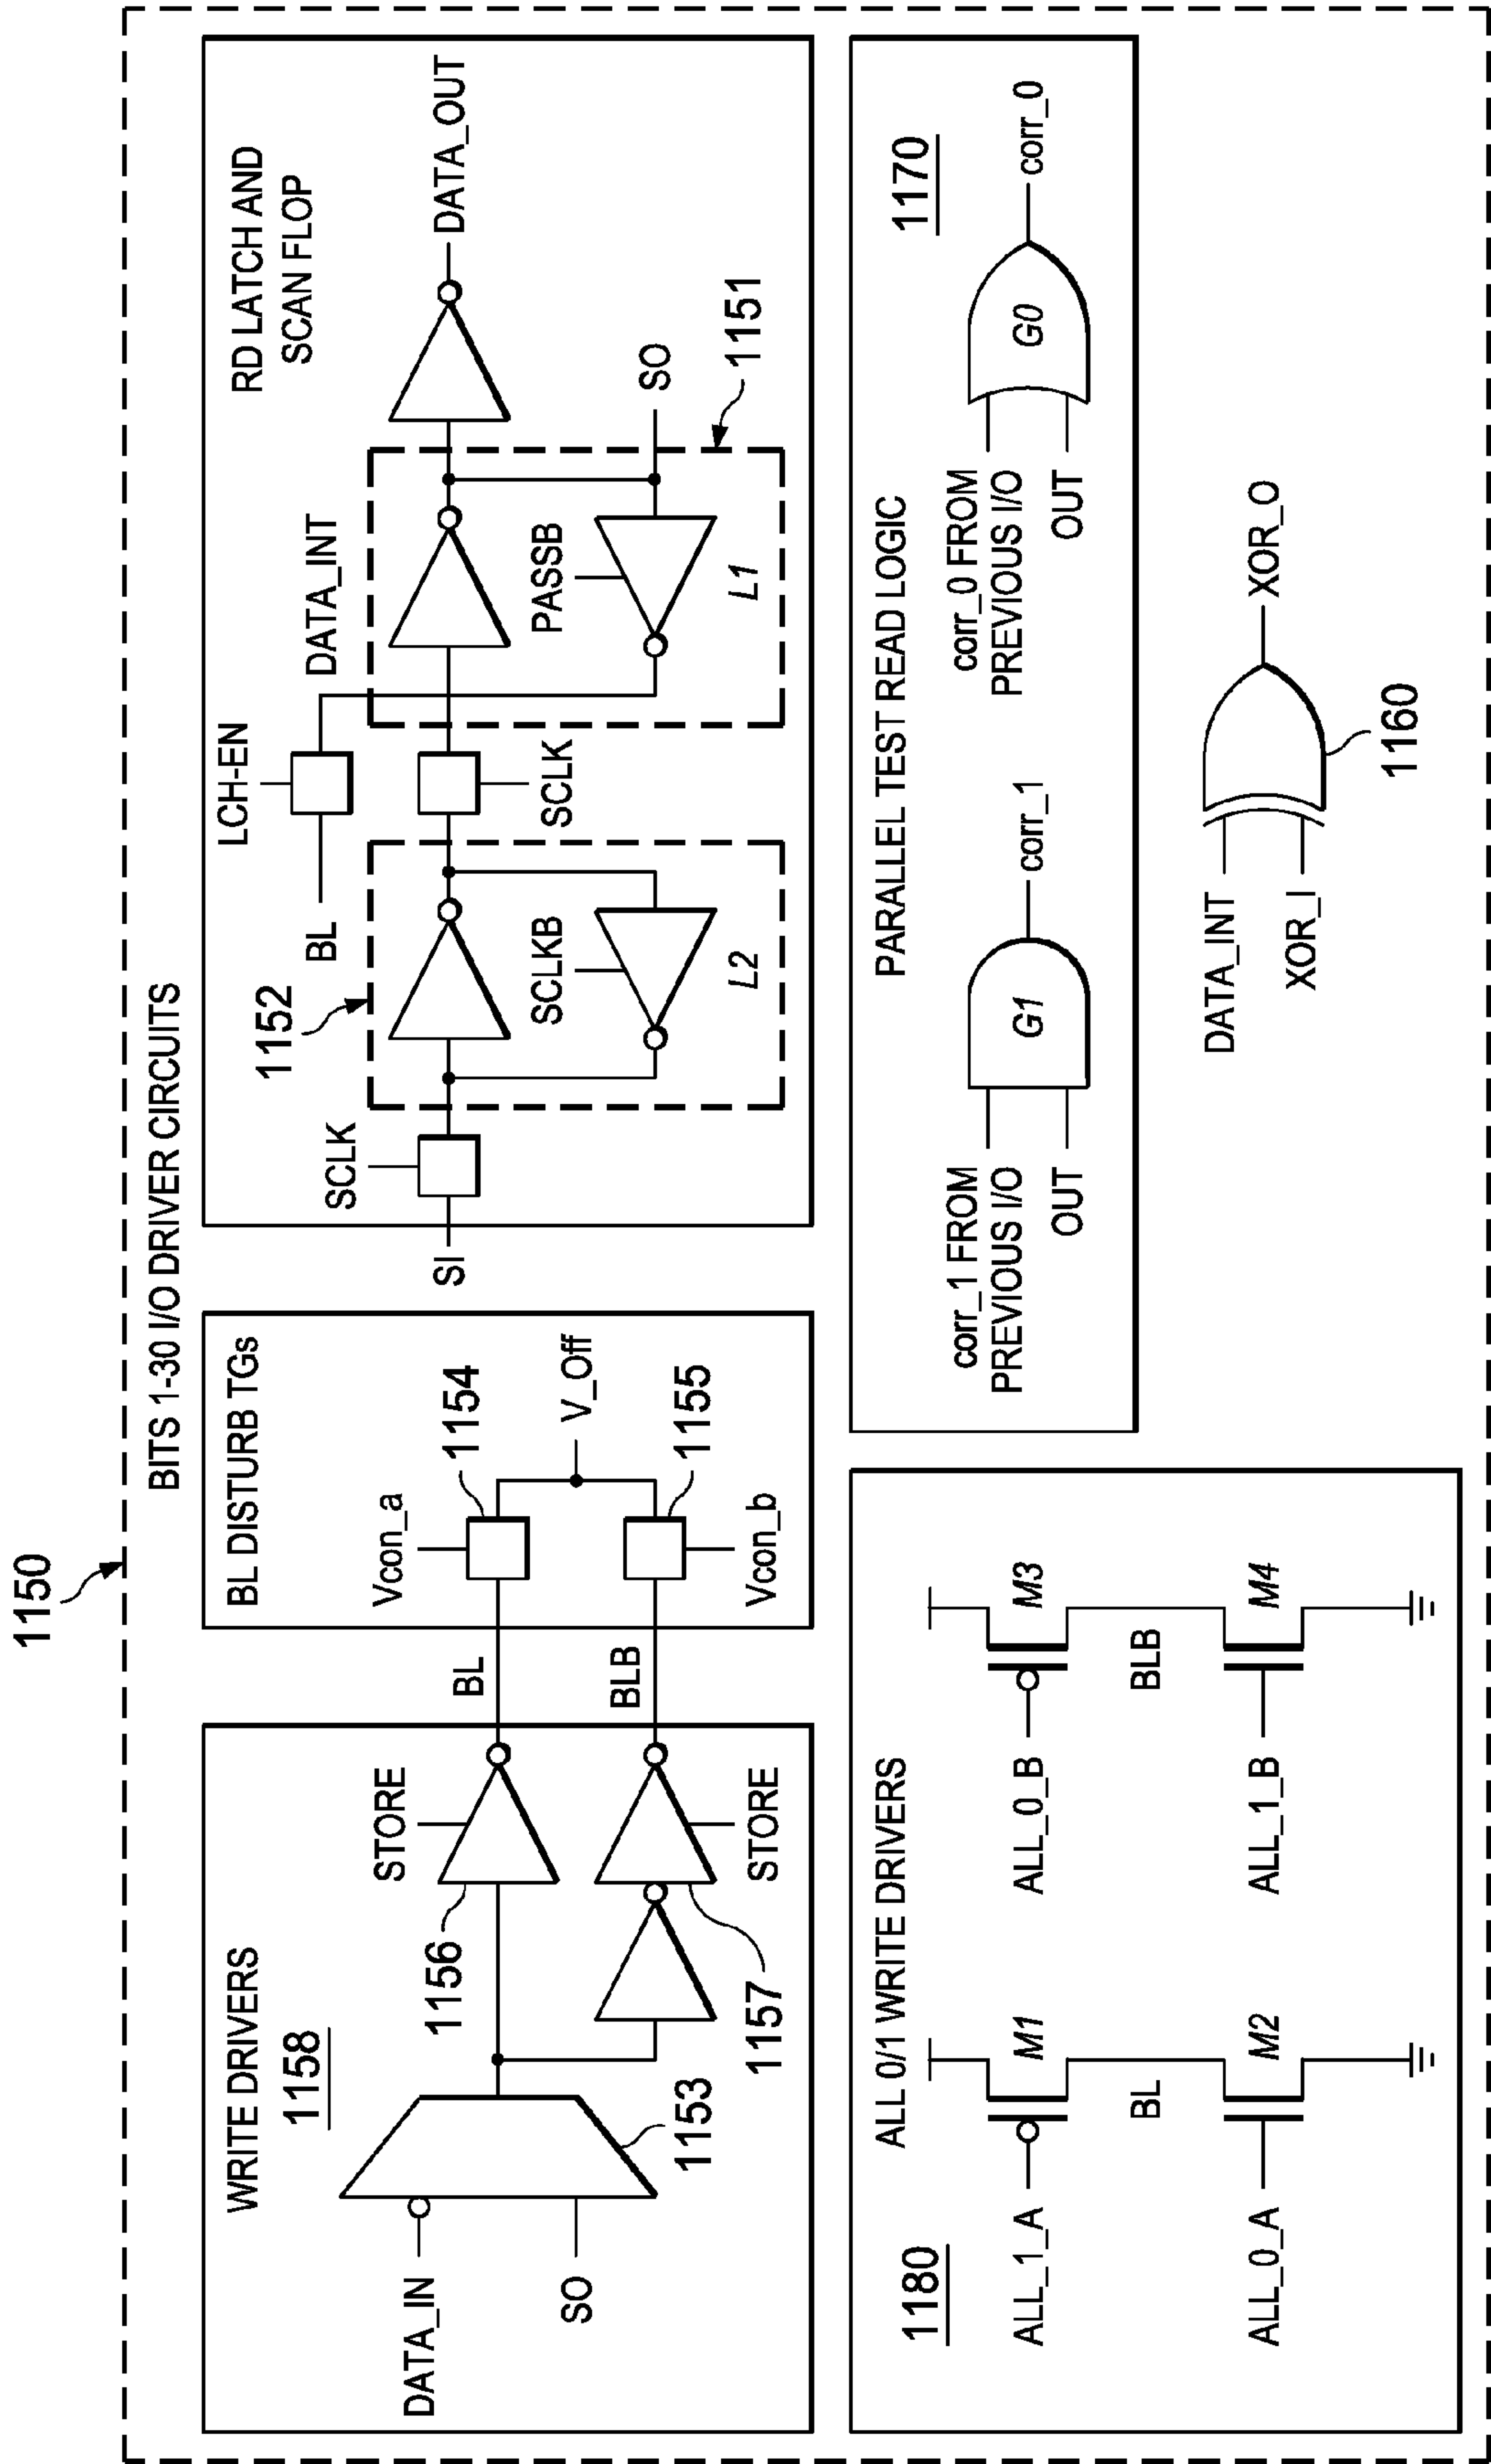 1150
BITS 1-30 I/O DRIVER CIRCUITS
WRITE DRIVERS
1158
DATA_IN
SO
1153
1156
STORE
1157
STORE
BL
BLB
BL DISTURB TGs
Vcon_a
1154
V_Off
1155
Vcon_b
RD LATCH AND
SCAN FLOP
SI
SCLK
1152
SCLKB
L2
BL
LCH-EN
SCLK
DATA_INT
PASSB
L1
SO
1151
DATA_OUT
ALL 0/1 WRITE DRIVERS
1180
ALL_1_A
M1
BL
ALL_0_A
M2
ALL_0_B
M3
BLB
ALL_1_B
M4
PARALLEL TEST READ LOGIC
1170
corr_1 FROM
PREVIOUS I/O
OUT
G1
corr_1
corr_0 FROM
PREVIOUS I/O
OUT
G0
corr_0
DATA_INT
XOR_I
XOR_O
1160